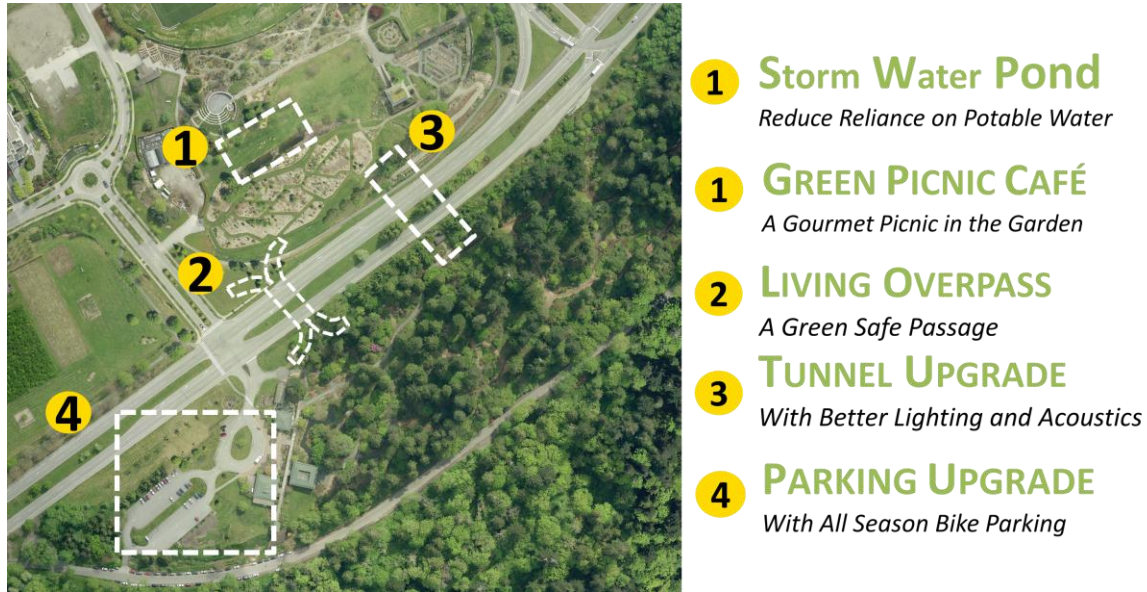 1
2
3
4
1 Storm Water Pond
Reduce Reliance on Potable Water
1 GREEN PICNIC CAFÉ
A Gourmet Picnic in the Garden
2 LIVING OVERPASS
A Green Safe Passage
3 TUNNEL UPGRADE
With Better Lighting and Acoustics
4 PARKING UPGRADE
With All Season Bike Parking